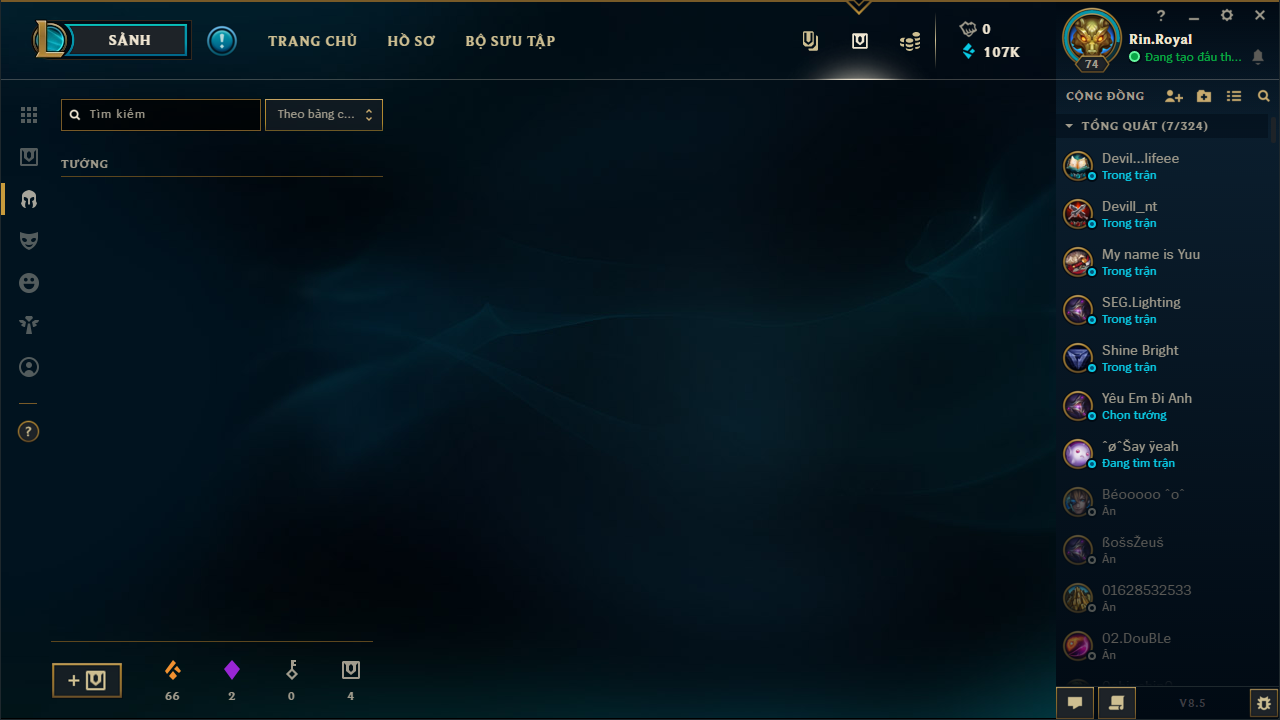 SẢNH
TRANG CHỦ
HỒ SƠ
BỘ SƯU TẬP
0
107K
?
74
Rin.Royal
Đang tạo đấu th...
Tìm kiếm
Theo bảng c...
TƯỚNG
?
66
2
0
4
CỘNG ĐỒNG
TỔNG QUÁT (7/324)
Devil...lifeee
Trong trận
Devill_nt
Trong trận
My name is Yuu
Trong trận
SEG.Lighting
Trong trận
Shine Bright
Trong trận
Yêu Em Đi Anh
Chọn tướng
ˆøˆŠay ÿeah
Đang tìm trận
Béooooo ˆoˆ
Ẩn
ßošsŽeuš
Ẩn
01628532533
Ẩn
02.DouBLe
Ẩn
V8.5